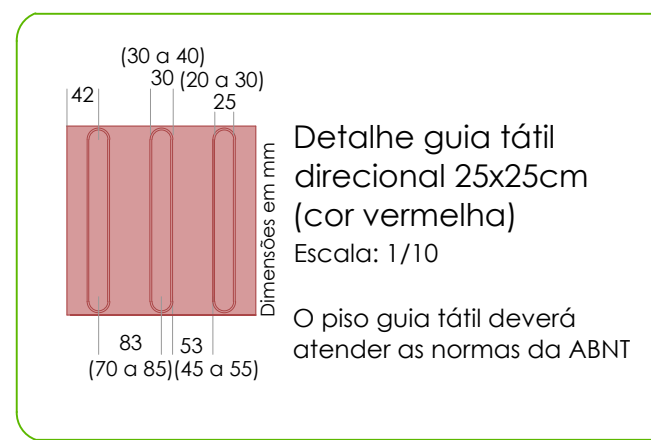 (30 a 40)
30 (20 a 30)
42
25
Dimensões em mm
83
53
(70 a 85)(45 a 55)
Detalhe guia tátil
direcional 25x25cm
(cor vermelha)
Escala: 1/10
O piso guia tátil deverá
atender as normas da ABNT